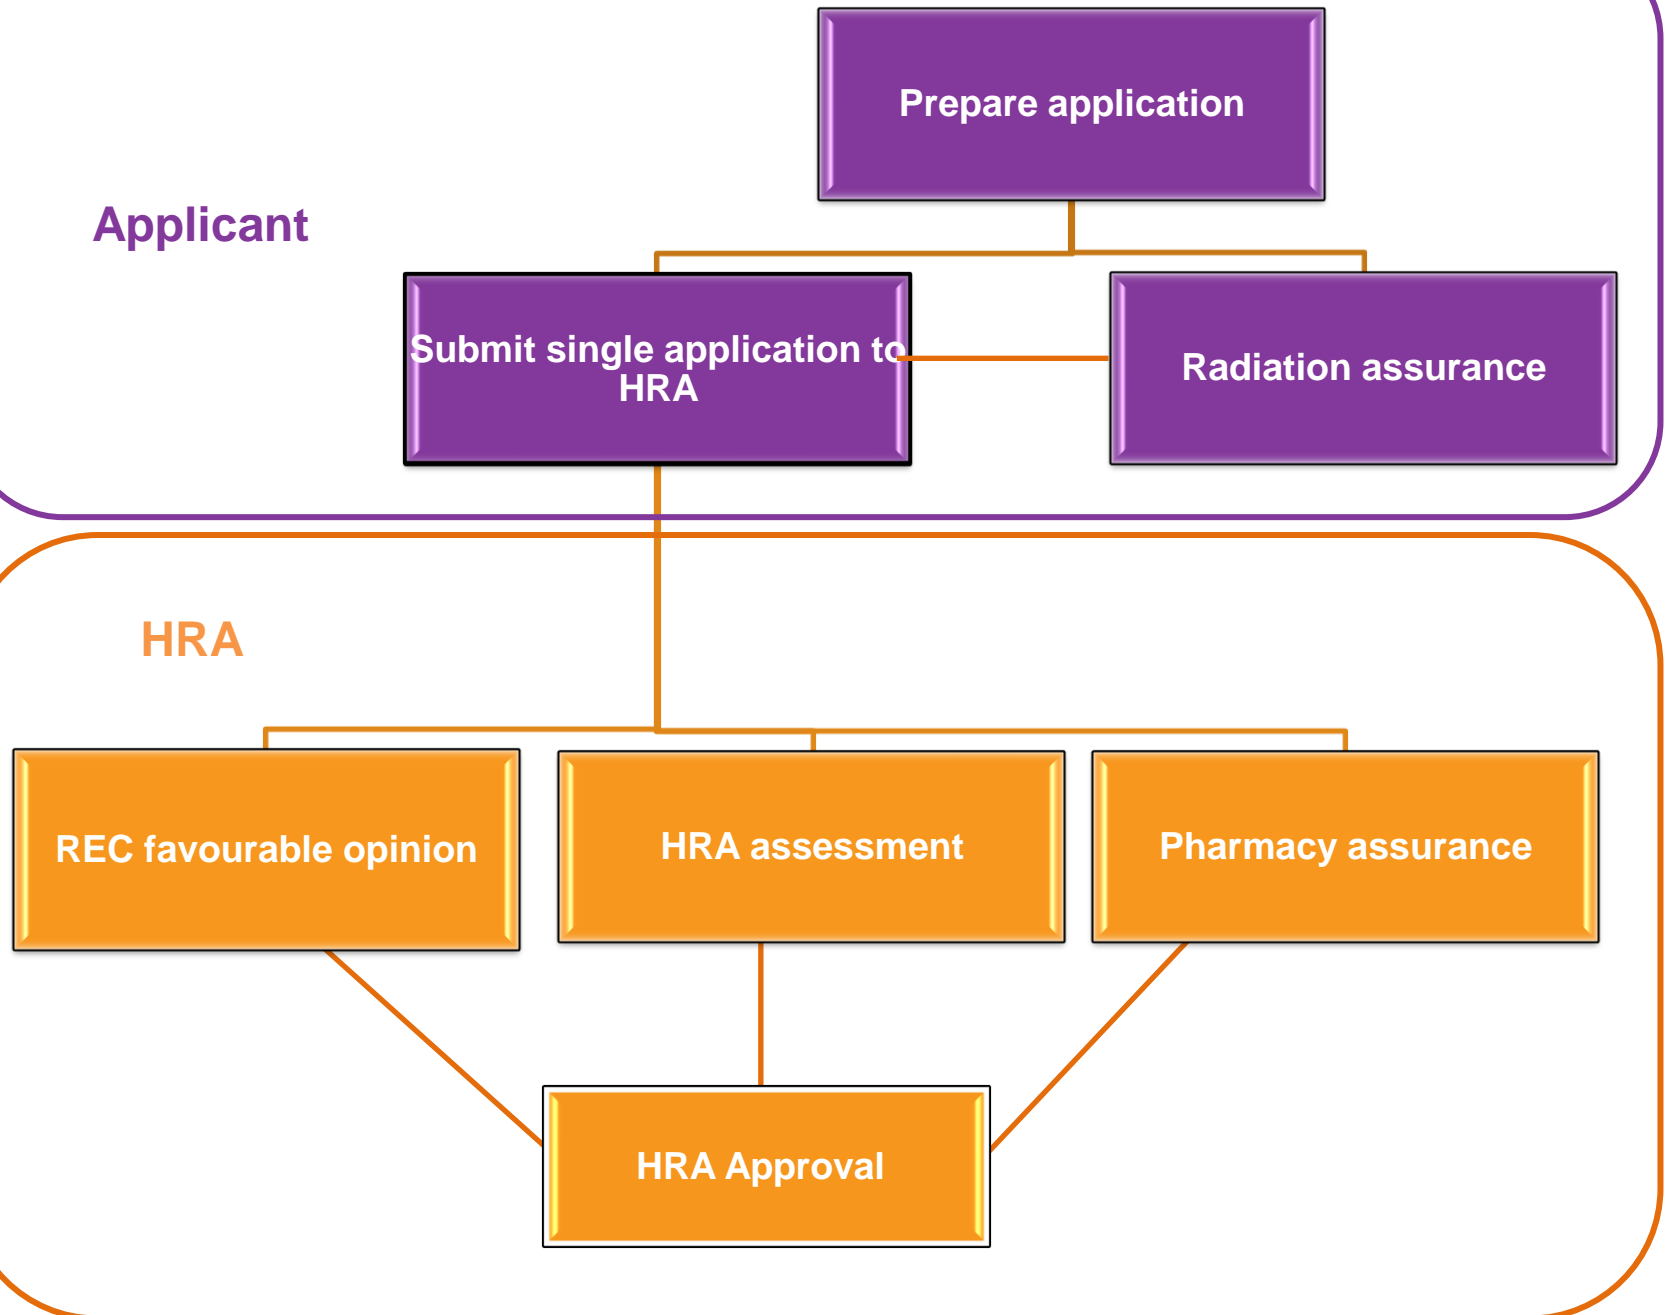 Prepare application
Applicant
Submit single application to
HRA
Radiation assurance
HRA
REC favourable opinion
HRA assessment
Pharmacy assurance
HRA Approval